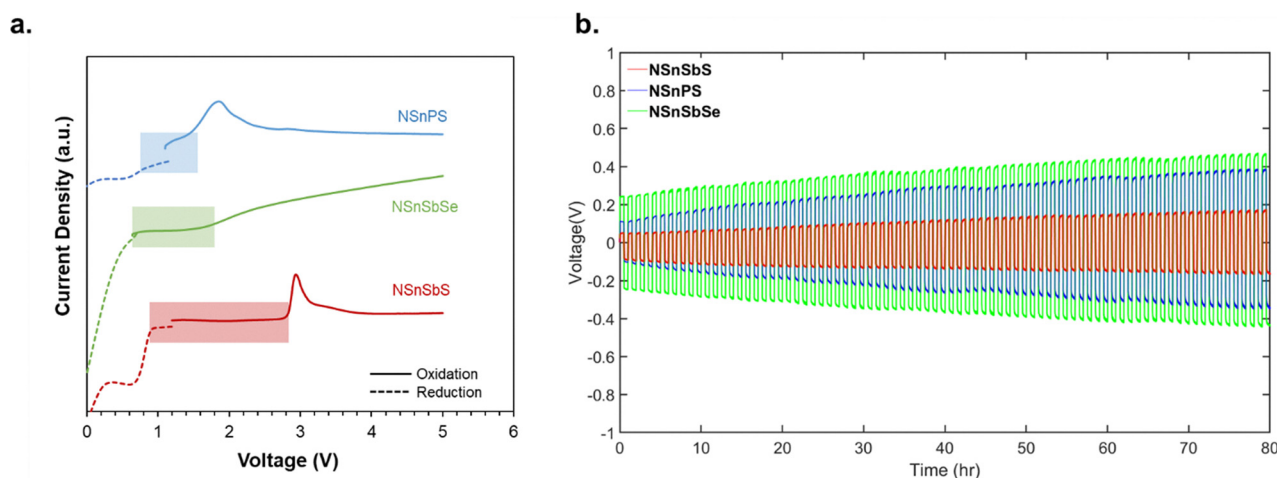 a.
Current Density (a.u.)
NSnPS
NSnSbSe
NSnSbS
Oxidation
Reduction
0 1 2 3 4 5 6
Voltage (V)
b.
NSnSbS
NSnPS
NSnSbSe
1
0.8
0.6
0.4
0.2
0
-0.2
-0.4
-0.6
-0.8
-1
Voltage(V)
0 10 20 30 40 50 60 70 80
Time (hr)